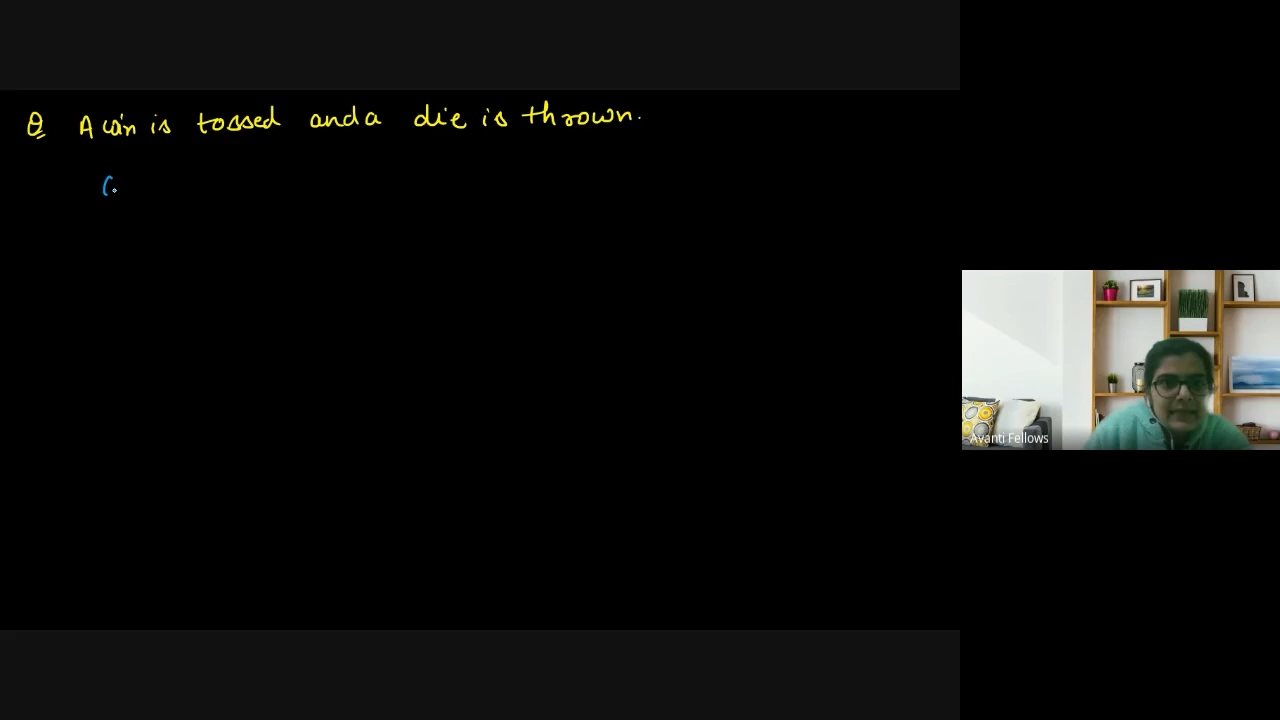 Q A coin is tossed and a die is thrown.
(
Avanti Fellows